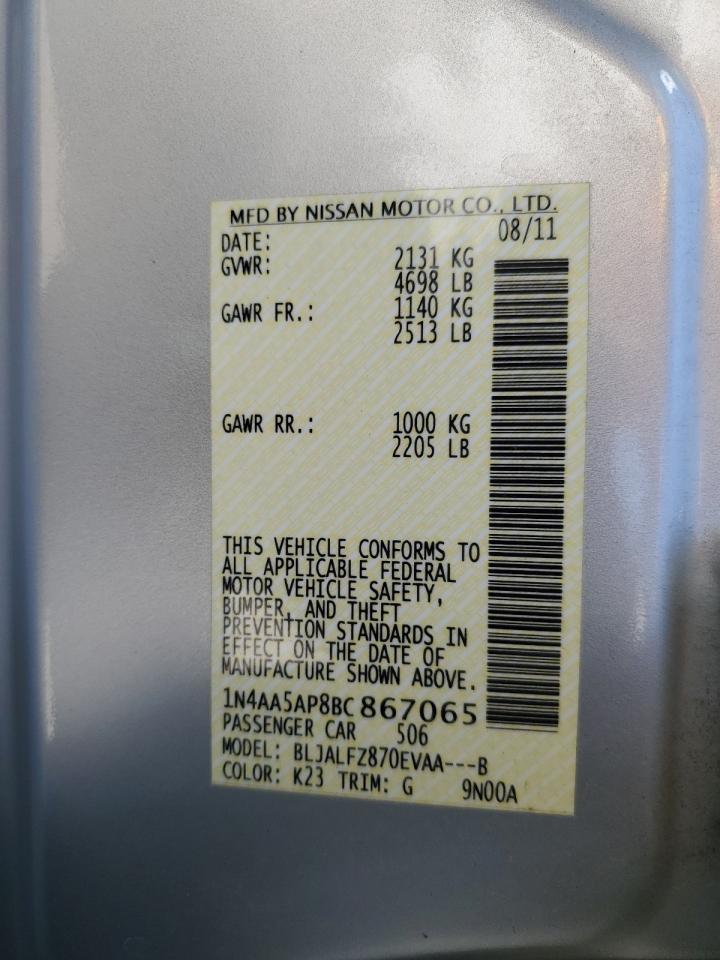 MFD BY NISSAN MOTOR CO., LTD.
DATE: 08/11
GVWR: 2131 KG
4698 LB
GAWR FR.: 1140 KG
2513 LB
GAWR RR.: 1000 KG
2205 LB
THIS VEHICLE CONFORMS TO
ALL APPLICABLE FEDERAL
MOTOR VEHICLE SAFETY,
BUMPER, AND THEFT
PREVENTION STANDARDS IN
EFFECT ON THE DATE OF
MANUFACTURE SHOWN ABOVE.
1N4AA5AP8BC867065
PASSENGER CAR 506
MODEL: BLJALFZ870EVAA---B
COLOR: K23 TRIM: G 9N00A